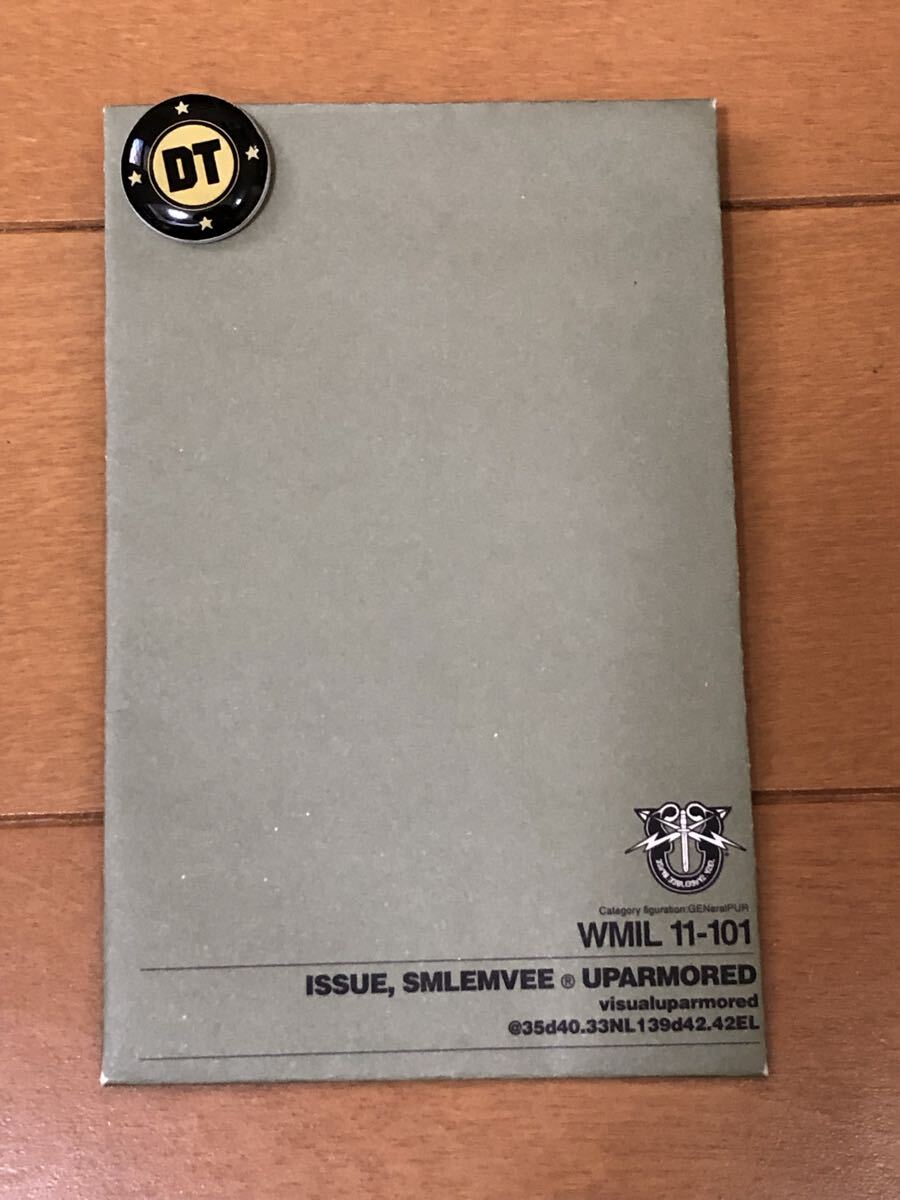 DT
Category figuration:GENeralPUR
WMIL 11-101
ISSUE, SMLEMVEE ® UPARMORED
visualuparmored
@35d40.33NL139d42.42EL